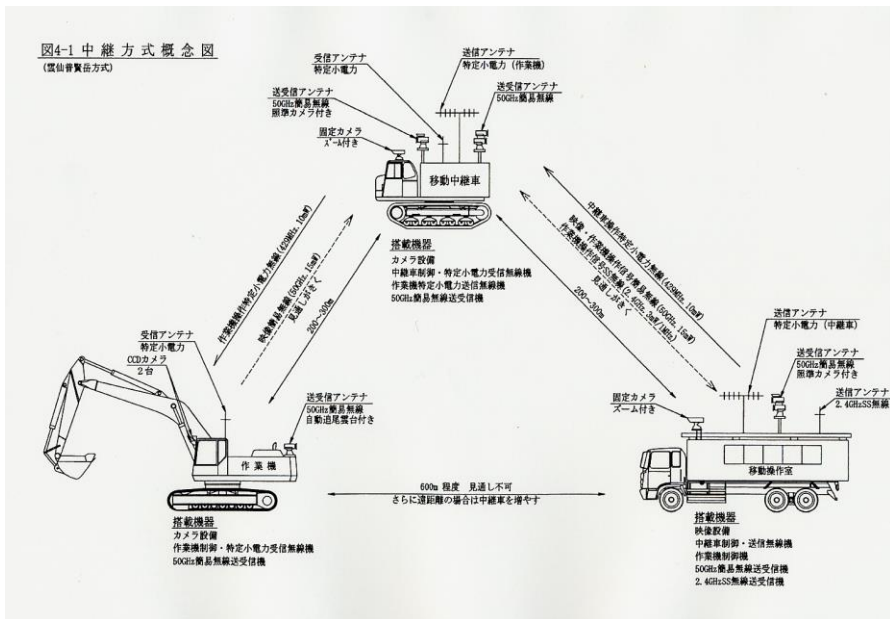 図4-1 中 継 方 式 概 念 図
(雲仙普賢岳方式)
受信アンテナ
特定小電力
送信アンテナ
特定小電力 (作業機)
送受信アンテナ
50GHz簡易無線
照準カメラ付き
送受信アンテナ
50GHz簡易無線
固定カメラ
ズーム付き
移動中継車
搭載機器
カメラ設備
中継車制御・特定小電力受信無線機
作業機特定小電力送信無線機
50GHz簡易無線送受信機
作業機操作特定小電力無線(429MHz、10mW)
映像簡易無線(50GHz、15mW)
見通しがきく
200～300m
中継車操作特定小電力無線(429MHz、10mW)
映像・作業機操作信号簡易無線(50GHz、15mW)
作業機操作信号SS無線(2.4GHz、3mW/1MHz)
見通しがきく
200～300m
受信アンテナ
特定小電力
CCDカメラ
2台
送受信アンテナ
50GHz簡易無線
自動追尾雲台付き
作 業 機
搭載機器
カメラ設備
作業機制御・特定小電力受信無線機
50GHz簡易無線送受信機
600m 程度 見通し不可
さらに遠距離の場合は中継車を増やす
送信アンテナ
特定小電力 (中継車)
送受信アンテナ
50GHz簡易無線
照準カメラ付き
固定カメラ
ズーム付き
送信アンテナ
2.4GHzSS無線
移動操作室
搭載機器
映像設備
中継車制御・送信無線機
作業機制御機
50GHz簡易無線送受信機
2.4GHzSS無線送受信機